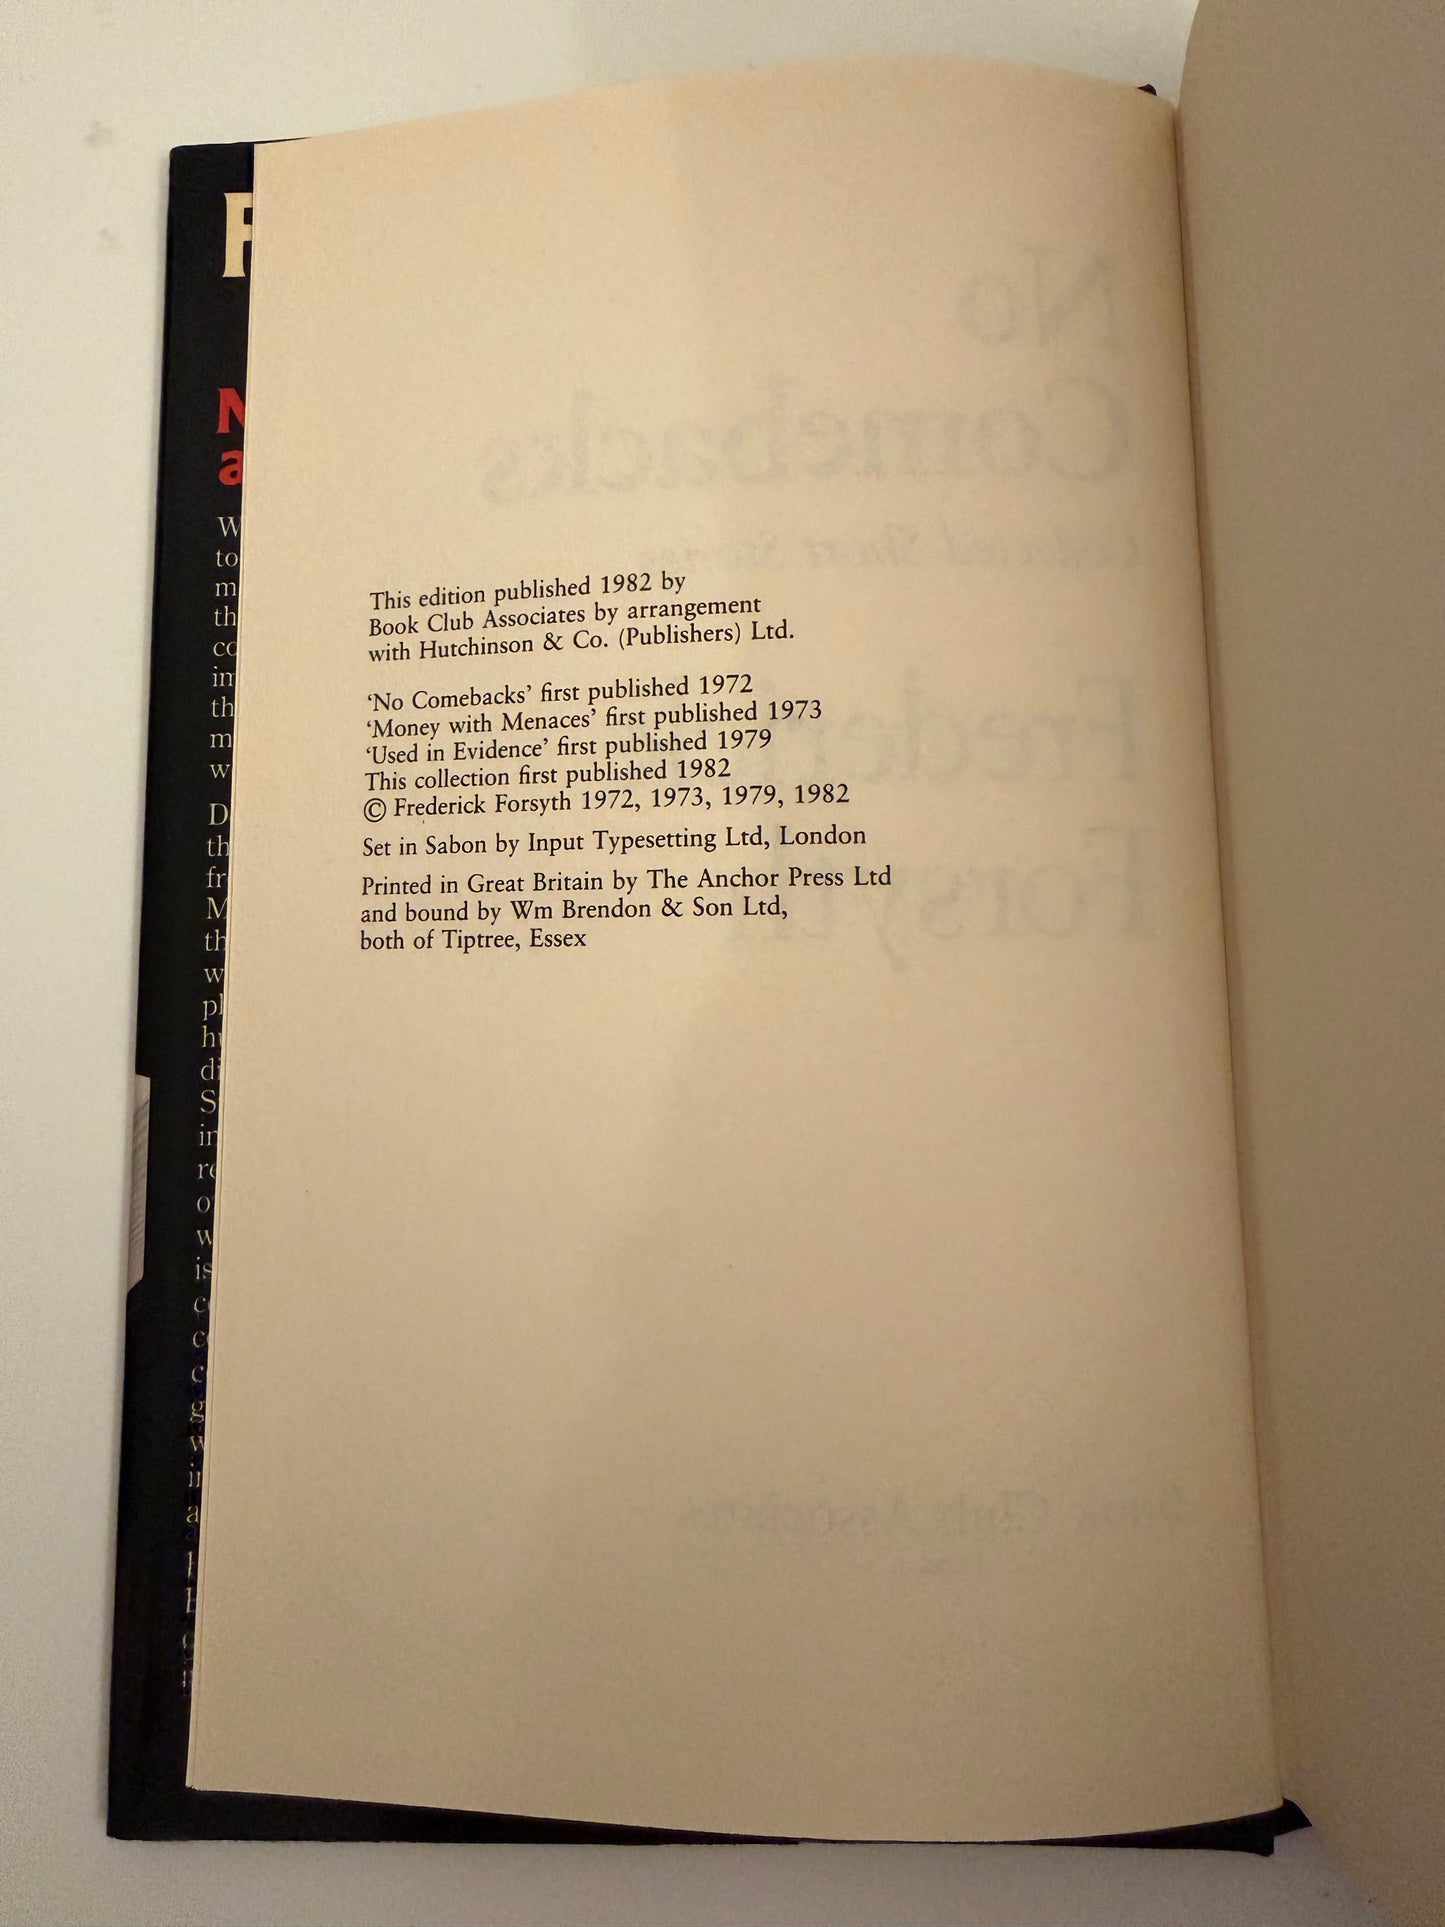 This edition published 1982 by
Book Club Associates by arrangement
with Hutchinson & Co. (Publishers) Ltd.
‘No Comebacks’ first published 1972
‘Money with Menaces’ first published 1973
‘Used in Evidence’ first published 1979
This collection first published 1982
© Frederick Forsyth 1972, 1973, 1979, 1982
Set in Sabon by Input Typesetting Ltd, London
Printed in Great Britain by The Anchor Press Ltd
and bound by Wm Brendon & Son Ltd,
both of Tiptree, Essex